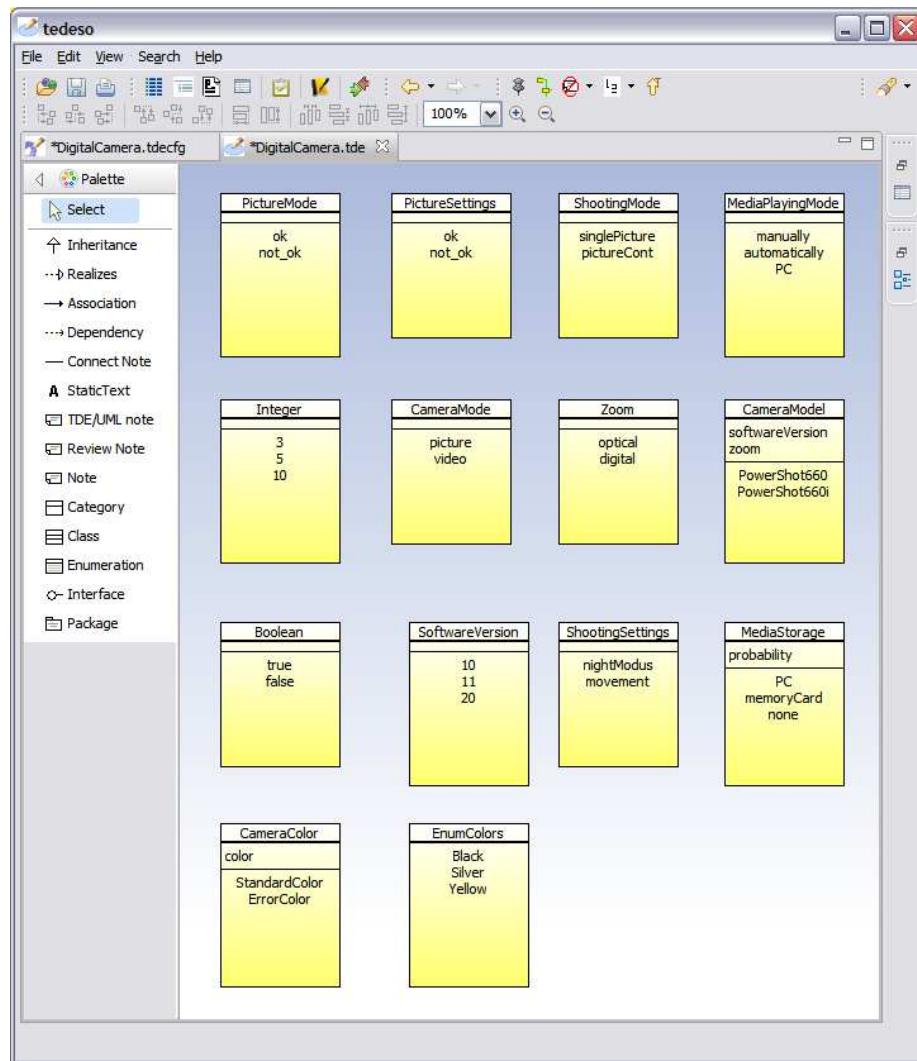 tedeso
File Edit View Search Help
100%
*DigitalCamera.tdecfg
*DigitalCamera.tde
Palette
Select
Inheritance
Realizes
Association
Dependency
Connect Note
A StaticText
TDE/UML note
Review Note
Note
Category
Class
Enumeration
Interface
Package
PictureMode
ok
not_ok
PictureSettings
ok
not_ok
ShootingMode
singlePicture
pictureCont
MediaPlayingMode
manually
automatically
PC
Integer
3
5
10
CameraMode
picture
video
Zoom
optical
digital
CameraModel
softwareVersion
zoom
PowerShot660
PowerShot660i
Boolean
true
false
SoftwareVersion
10
11
20
ShootingSettings
nightModus
movement
MediaStorage
probability
PC
memoryCard
none
CameraColor
color
StandardColor
ErrorColor
EnumColors
Black
Silver
Yellow